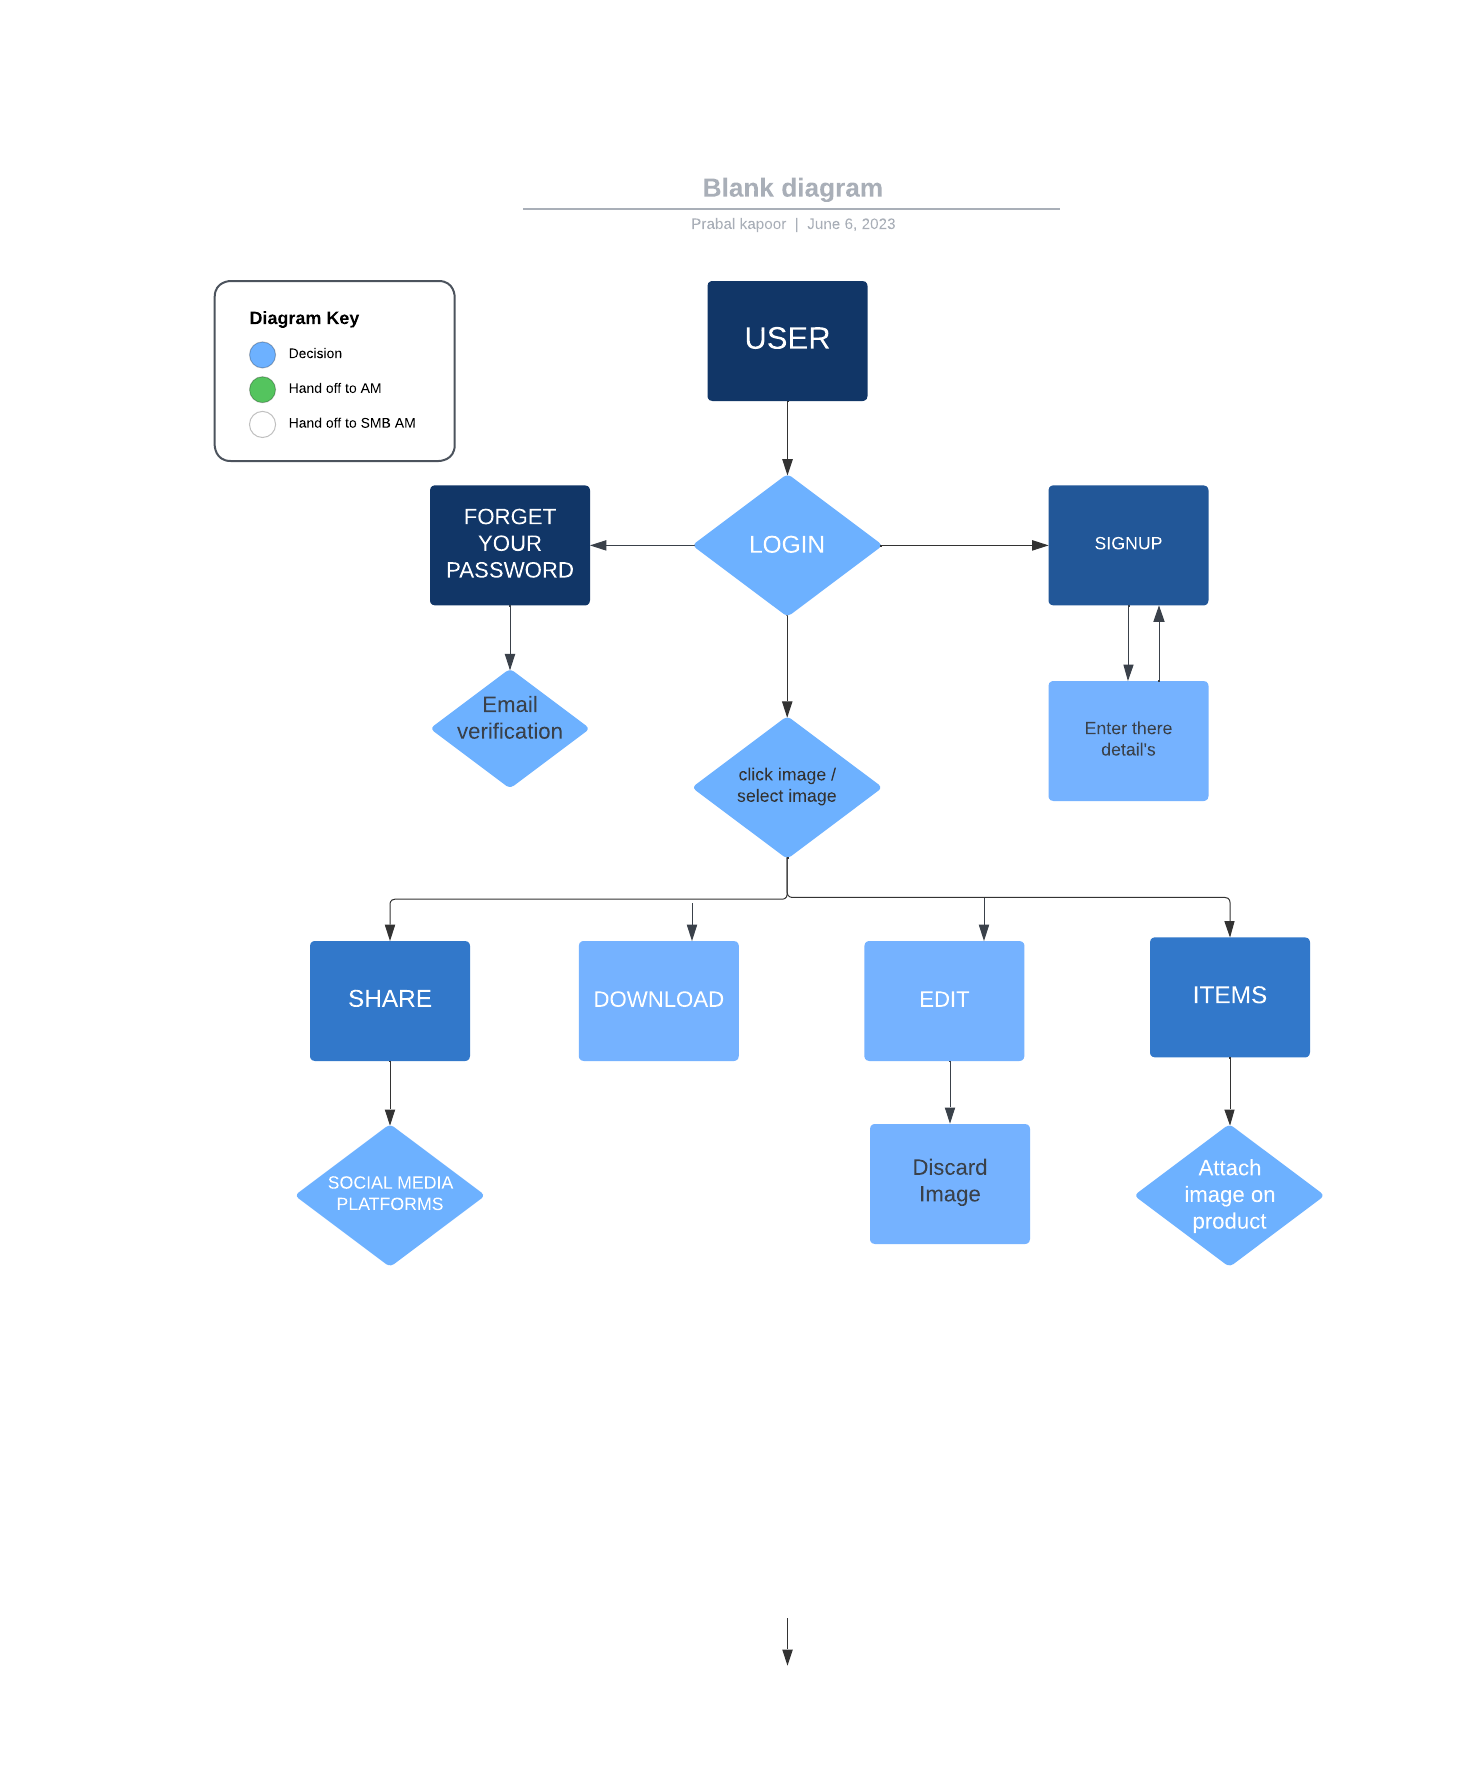 Blank diagram
Prabal kapoor | June 6, 2023
Diagram Key
Decision
Hand off to AM
Hand off to SMB AM
USER
FORGET
YOUR
PASSWORD
LOGIN
SIGNUP
Email
verification
click image /
select image
Enter there
detail's
SHARE
DOWNLOAD
EDIT
ITEMS
SOCIAL MEDIA
PLATFORMS
Discard
Image
Attach
image on
product